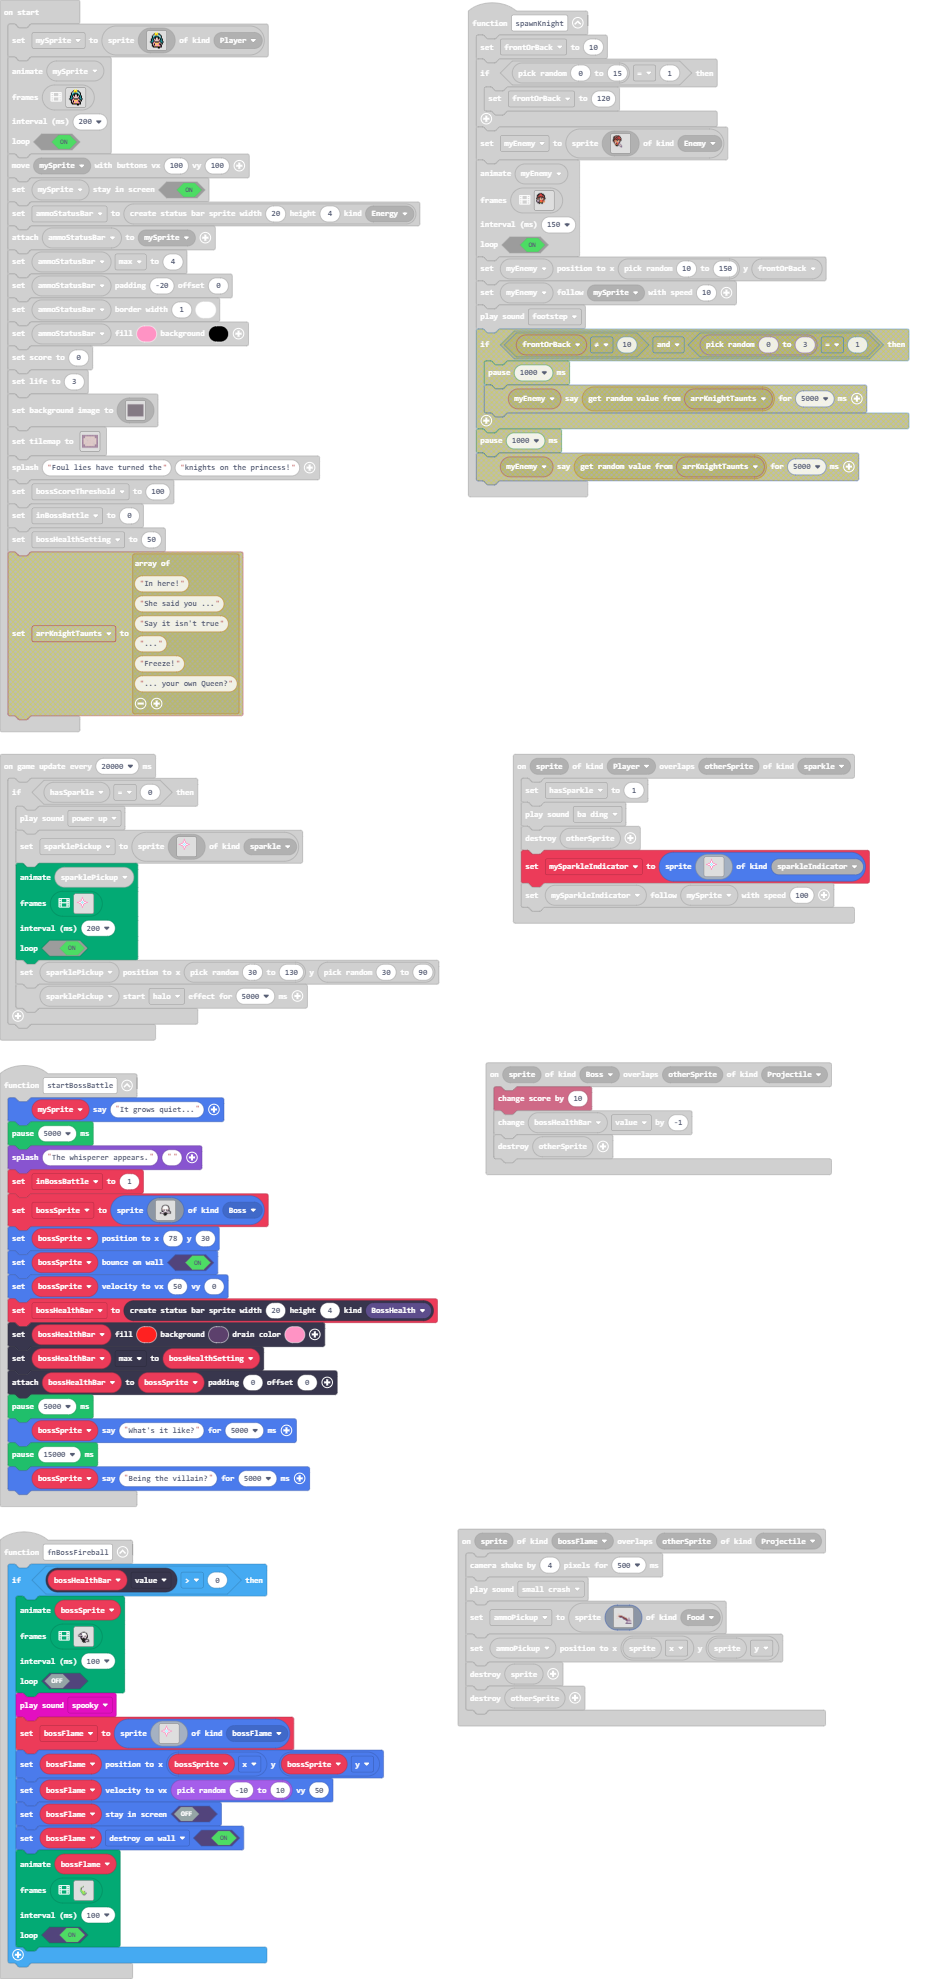 on start
set mySprite to sprite of kind Player
animate mySprite
frames
interval (ms) 200
loop ON
move mySprite with buttons vx 100 vy 100
set mySprite stay in screen ON
set ammoStatusBar to create status bar sprite width 20 height 4 kind Energy
attach ammoStatusBar to mySprite
set ammoStatusBar max to 4
set ammoStatusBar padding -20 offset 0
set ammoStatusBar border width 1
set ammoStatusBar fill background
set score to 0
set life to 3
set background image to
set tilemap to
splash "Foul lies have turned the" "knights on the princess!"
set bossScoreThreshold to 100
set inBossBattle to 0
set bossHealthSetting to 50
set arrKnightTaunts to
array of
"In here!"
"She said you ..."
"Say it isn't true"
"..."
"Freeze!"
"... your own Queen?"
function spawnKnight
set frontOrBack to 10
if pick random 0 to 15 = 1 then
set frontOrBack to 120
set myEnemy to sprite of kind Enemy
animate myEnemy
frames
interval (ms) 150
loop ON
set myEnemy position to x pick random 10 to 150 y frontOrBack
set myEnemy follow mySprite with speed 10
play sound footstep
if frontOrBack ≠ 10 and pick random 0 to 3 = 1 then
pause 1000 ms
myEnemy say get random value from arrKnightTaunts for 5000 ms
pause 1000 ms
myEnemy say get random value from arrKnightTaunts for 5000 ms
on game update every 20000 ms
if hasSparkle = 0 then
play sound power up
set sparklePickup to sprite of kind sparkle
animate sparklePickup
frames
interval (ms) 200
loop ON
set sparklePickup position to x pick random 30 to 130 y pick random 30 to 90
sparklePickup start halo effect for 5000 ms
on sprite of kind Player overlaps otherSprite of kind sparkle
set hasSparkle to 1
play sound ba ding
destroy otherSprite
set mySparkleIndicator to sprite of kind sparkleIndicator
set mySparkleIndicator follow mySprite with speed 100
function startBossBattle
mySprite say "It grows quiet..."
pause 5000 ms
splash "The whisperer appears." ""
set inBossBattle to 1
set bossSprite to sprite of kind Boss
set bossSprite position to x 78 y 30
set bossSprite bounce on wall ON
set bossSprite velocity to vx 50 vy 0
set bossHealthBar to create status bar sprite width 20 height 4 kind BossHealth
set bossHealthBar fill background drain color
set bossHealthBar max to bossHealthSetting
attach bossHealthBar to bossSprite padding 0 offset 0
pause 5000 ms
bossSprite say "What's it like?" for 5000 ms
pause 15000 ms
bossSprite say "Being the villain?" for 5000 ms
on sprite of kind Boss overlaps otherSprite of kind Projectile
change score by 10
change bossHealthBar value by -1
destroy otherSprite
function fnBossFireball
if bossHealthBar value > 0 then
animate bossSprite
frames
interval (ms) 100
loop OFF
play sound spooky
set bossFlame to sprite of kind bossFlame
set bossFlame position to x bossSprite x y bossSprite y
set bossFlame velocity to vx pick random -10 to 10 vy 50
set bossFlame stay in screen OFF
set bossFlame destroy on wall ON
animate bossFlame
frames
interval (ms) 100
loop ON
on sprite of kind bossFlame overlaps otherSprite of kind Projectile
camera shake by 4 pixels for 500 ms
play sound small crash
set ammoPickup to sprite of kind Food
set ammoPickup position to x sprite x y sprite y
destroy sprite
destroy otherSprite